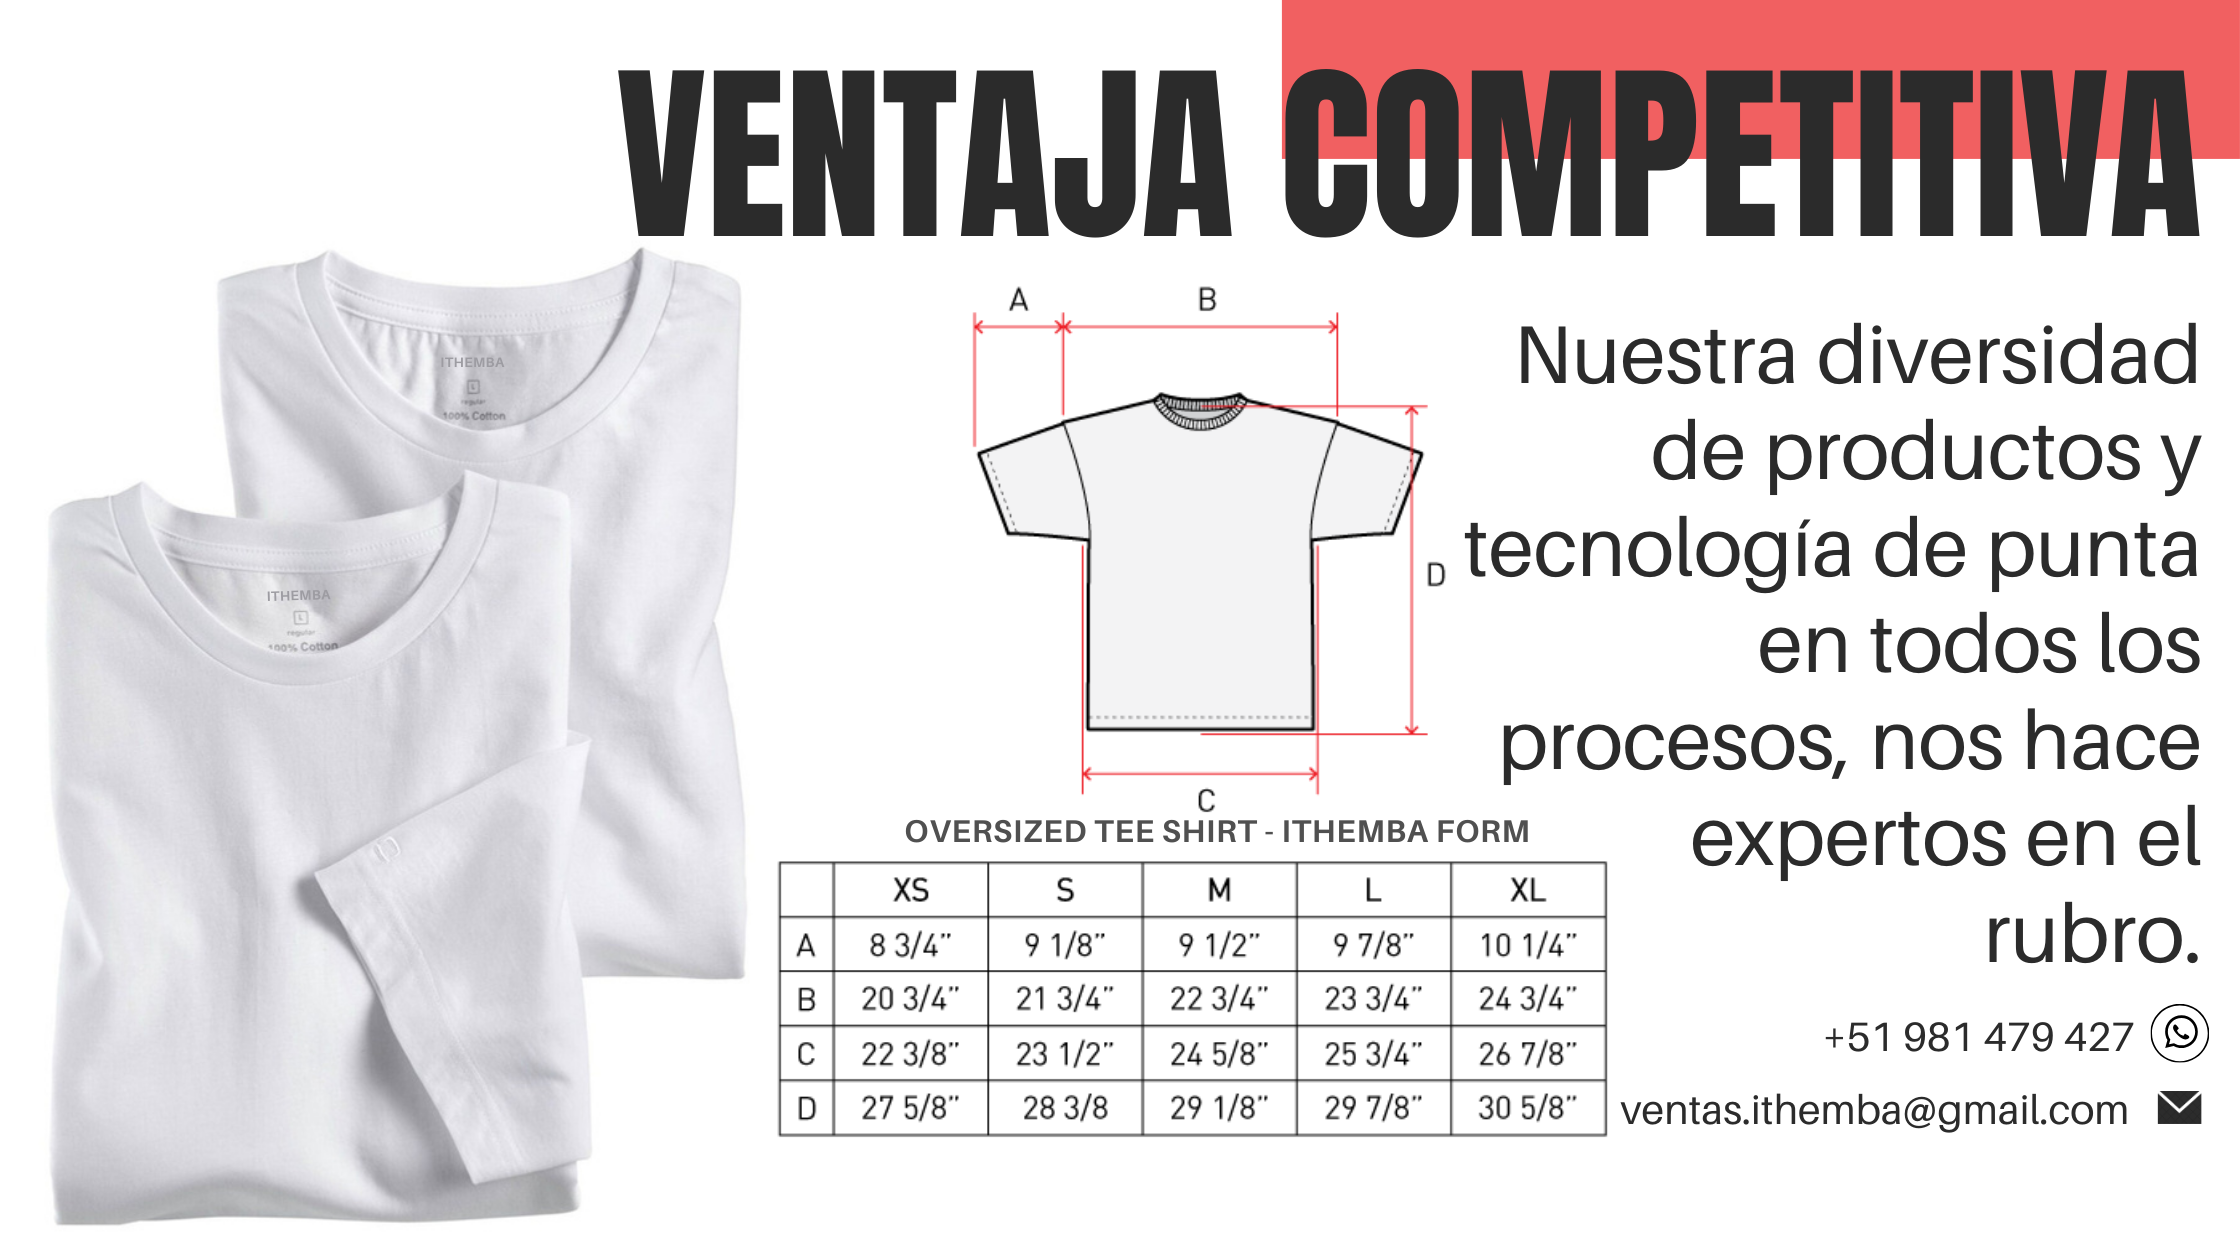 VENTAJA COMPETITIVA
ITHEMBA
L
regular
100% Cotton
ITHEMBA
L
regular
100% Cotton
A B
D
C
OVERSIZED TEE SHIRT - ITHEMBA FORM
XS S M L XL
A 8 3/4” 9 1/8” 9 1/2” 9 7/8” 10 1/4”
B 20 3/4” 21 3/4” 22 3/4” 23 3/4” 24 3/4”
C 22 3/8” 23 1/2” 24 5/8” 25 3/4” 26 7/8”
D 27 5/8” 28 3/8 29 1/8” 29 7/8” 30 5/8”
Nuestra diversidad
de productos y
tecnología de punta
en todos los
procesos, nos hace
expertos en el
rubro.
+51 981 479 427
ventas.ithemba@gmail.com